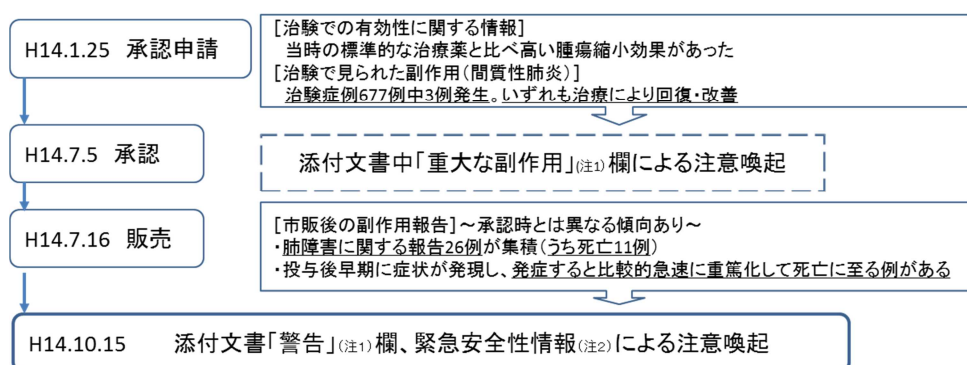 H14.1.25 承認申請
[治験での有効性に関する情報]
当時の標準的な治療薬と比べ高い腫瘍縮小効果があった
[治験で見られた副作用(間質性肺炎)]
治験症例677例中3例発生。いずれも治療により回復・改善
H14.7.5 承認
添付文書中「重大な副作用」(注1)欄による注意喚起
H14.7.16 販売
[市販後の副作用報告]~承認時とは異なる傾向あり~
・肺障害に関する報告26例が集積(うち死亡11例)
・投与後早期に症状が発現し、発症すると比較的急速に重篤化して死亡に至る例がある
H14.10.15 添付文書「警告」(注1)欄、緊急安全性情報(注2)による注意喚起